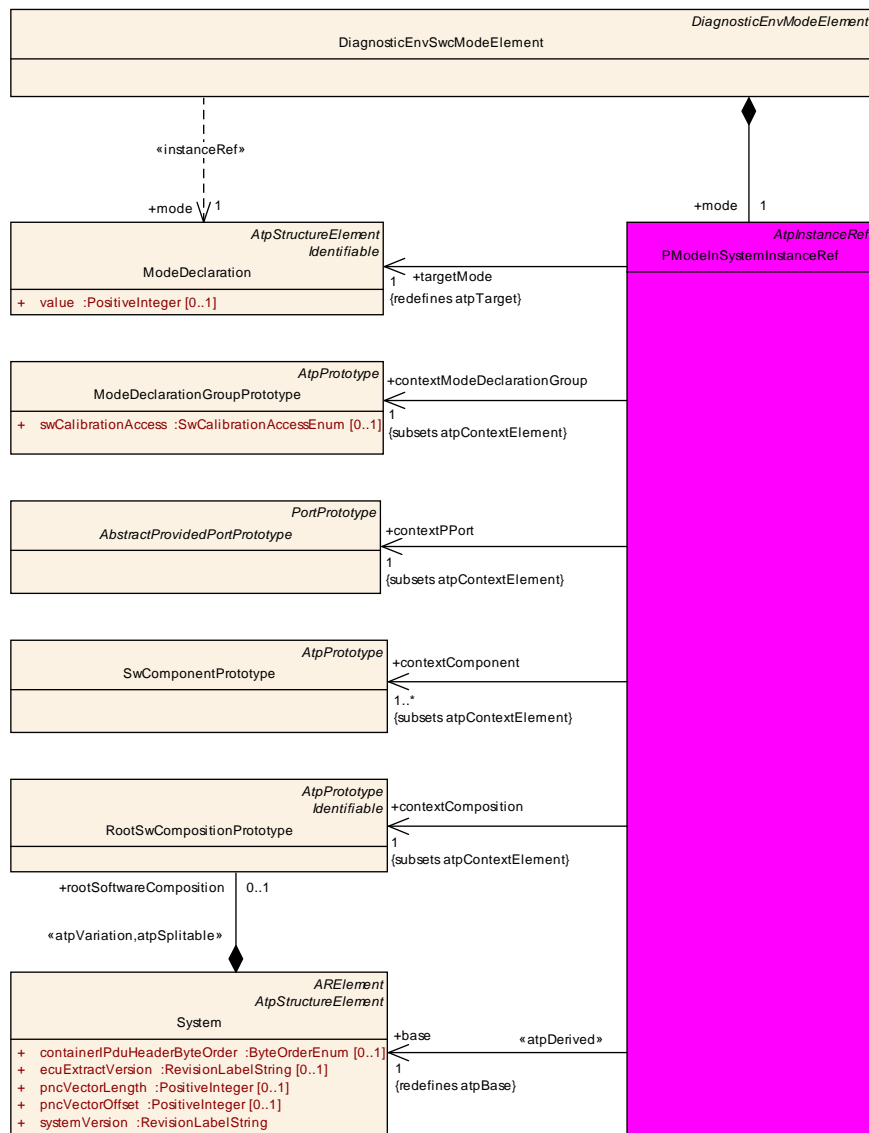 DiagnosticEnvModeElement
DiagnosticEnvSwcModeElement
«instanceRef»
+mode 1
+mode 1
AtpStructureElement
Identifiable
ModeDeclaration
+ value :PositiveInteger [0..1]
AtpInstanceRef
PModeInSystemInstanceRef
+targetMode
1
{redefines atpTarget}
AtpPrototype
ModeDeclarationGroupPrototype
+ swCalibrationAccess :SwCalibrationAccessEnum [0..1]
+contextModeDeclarationGroup
1
{subsets atpContextElement}
PortPrototype
AbstractProvidedPortPrototype
+contextPPort
1
{subsets atpContextElement}
AtpPrototype
SwComponentPrototype
+contextComponent
1..*
{subsets atpContextElement}
AtpPrototype
Identifiable
RootSwCompositionPrototype
+contextComposition
1
{subsets atpContextElement}
+rootSoftwareComposition 0..1
«atpVariation,atpSplitable»
ARElement
AtpStructureElement
System
+ containerIPduHeaderByteOrder :ByteOrderEnum [0..1]
+ ecuExtractVersion :RevisionLabelString [0..1]
+ pncVectorLength :PositiveInteger [0..1]
+ pncVectorOffset :PositiveInteger [0..1]
+ systemVersion :RevisionLabelString
+base «atpDerived»
1
{redefines atpBase}